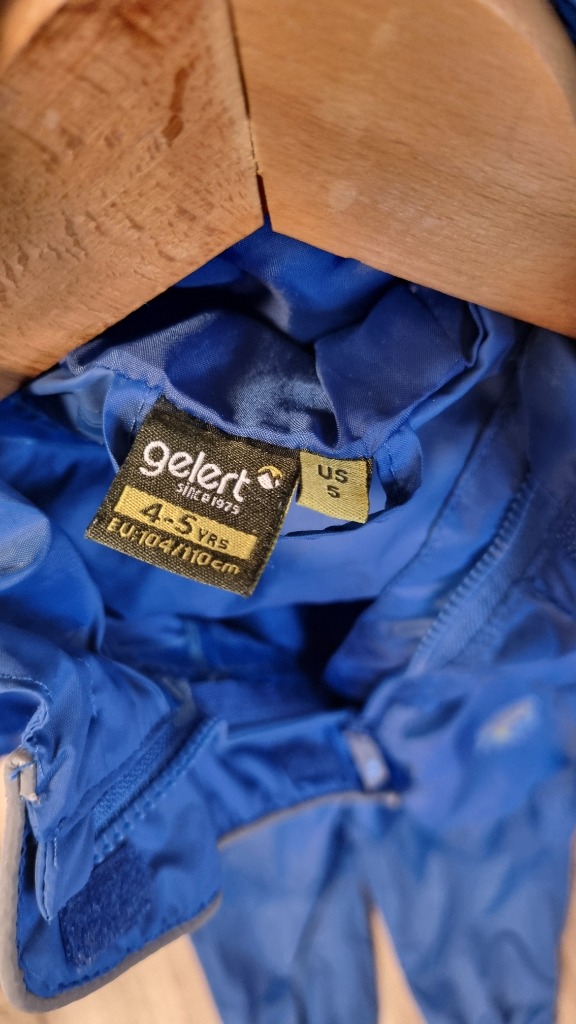 gelert
SINCE 1975
4-5 YRS
EU:104/110cm
US
5